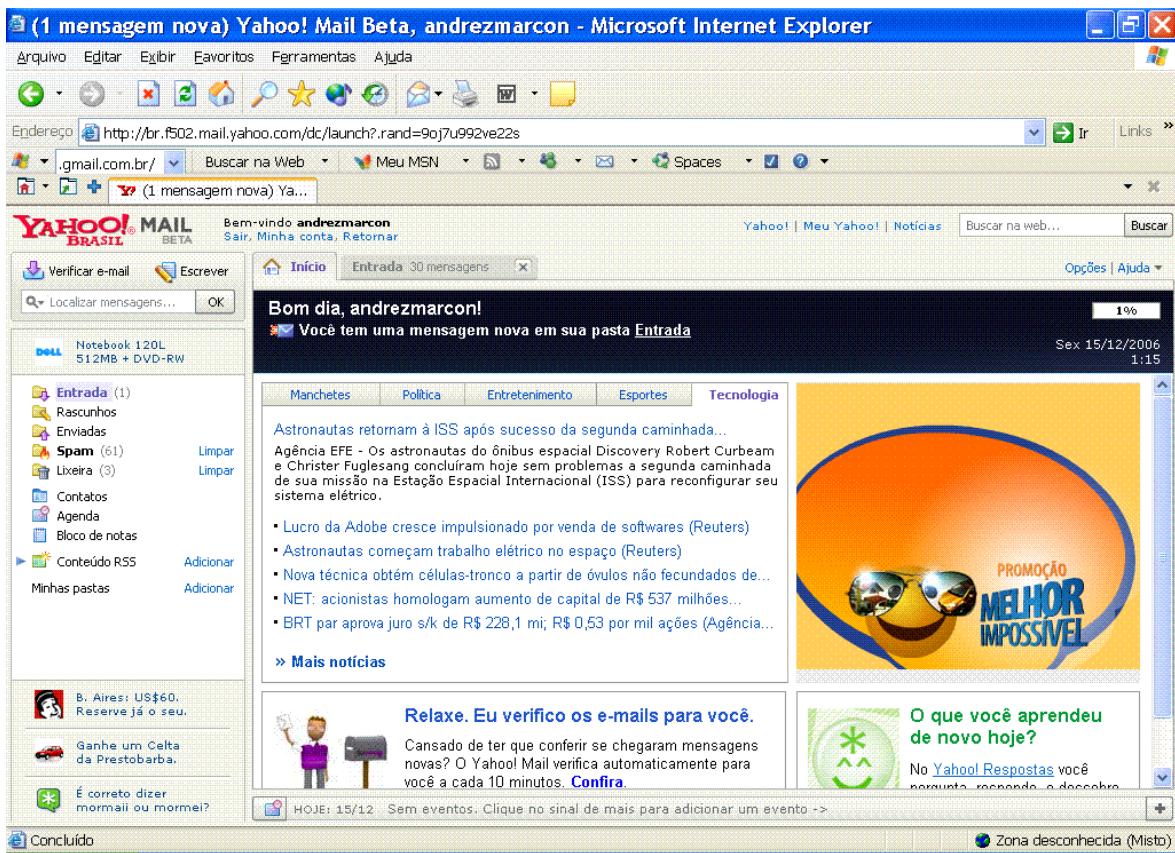 (1 mensagem nova) Yahoo! Mail Beta, andrezmarcon - Microsoft Internet Explorer
Arquivo Editar Exibir Favoritos Ferramentas Ajuda
Endereço http://br.f502.mail.yahoo.com/dc/launch?.rand=9oj7u992ve22s Ir Links »
.gmail.com.br/ Buscar na Web Meu MSN Spaces
(1 mensagem nova) Ya...
YAHOO! MAIL
BRASIL BETA
Bem-vindo andrezmarcon
Sair, Minha conta, Retornar
Yahoo! | Meu Yahoo! | Notícias Buscar na web... Buscar
Verificar e-mail Escrever
Início Entrada 30 mensagens x
Opções | Ajuda
Localizar mensagens... OK
Bom dia, andrezmarcon!
Você tem uma mensagem nova em sua pasta Entrada
1%
Sex 15/12/2006
1:15
DELL
Notebook 120L
512MB + DVD-RW
Entrada (1)
Rascunhos
Enviadas
Spam (61) Limpar
Lixeira (3) Limpar
Contatos
Agenda
Bloco de notas
Conteúdo RSS Adicionar
Minhas pastas Adicionar
B. Aires: US$60.
Reserve já o seu.
Ganhe um Celta
da Prestobarba.
É correto dizer
mormaii ou mormei?
Manchetes Política Entretenimento Esportes Tecnologia
Astronautas retornam à ISS após sucesso da segunda caminhada...
Agência EFE - Os astronautas do ônibus espacial Discovery Robert Curbeam
e Christer Fuglesang concluíram hoje sem problemas a segunda caminhada
de sua missão na Estação Espacial Internacional (ISS) para reconfigurar seu
sistema elétrico.
• Lucro da Adobe cresce impulsionado por venda de softwares (Reuters)
• Astronautas começam trabalho elétrico no espaço (Reuters)
• Nova técnica obtém células-tronco a partir de óvulos não fecundados de...
• NET: acionistas homologam aumento de capital de R$ 537 milhões...
• BRT par aprova juro s/k de R$ 228,1 mi; R$ 0,53 por mil ações (Agência...
» Mais notícias
PROMOÇÃO
MELHOR
IMPOSSÍVEL
Relaxe. Eu verifico os e-mails para você.
Cansado de ter que conferir se chegaram mensagens
novas? O Yahoo! Mail verifica automaticamente para
você a cada 10 minutos. Confira.
O que você aprendeu
de novo hoje?
No Yahoo! Respostas você
pergunta, responde, e descobre
HOJE: 15/12 Sem eventos. Clique no sinal de mais para adicionar um evento -> +
Concluído
Zona desconhecida (Misto)